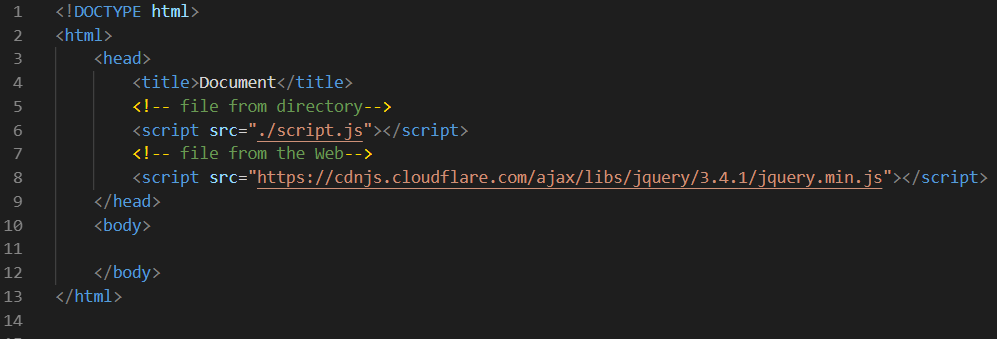 1 <!DOCTYPE html>
2 <html>
3     <head>
4         <title>Document</title>
5         <!-- file from directory-->
6         <script src="./script.js"></script>
7         <!-- file from the Web-->
8         <script src="https://cdnjs.cloudflare.com/ajax/libs/jquery/3.4.1/jquery.min.js"></script>
9     </head>
10     <body>
11
12     </body>
13 </html>
14